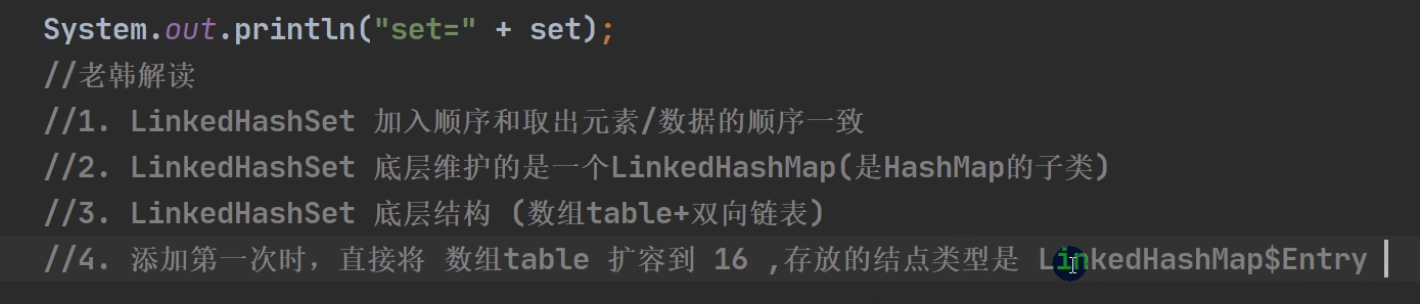 System.out.println("set=" + set);
//老韩解读
//1. LinkedHashSet 加入顺序和取出元素/数据的顺序一致
//2. LinkedHashSet 底层维护的是一个LinkedHashMap(是HashMap的子类)
//3. LinkedHashSet 底层结构 (数组table+双向链表)
//4. 添加第一次时，直接将 数组table 扩容到 16 ,存放的结点类型是 LinkedHashMap$Entry